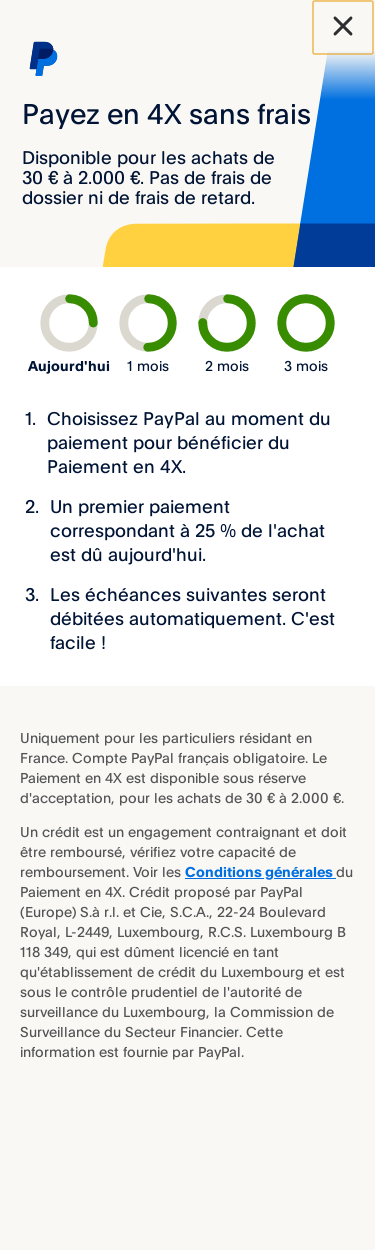 Payez en 4X sans frais
Disponible pour les achats de
30 € à 2.000 €. Pas de frais de
dossier ni de frais de retard.
Aujourd'hui 1 mois 2 mois 3 mois
1. Choisissez PayPal au moment du
paiement pour bénéficier du
Paiement en 4X.
2. Un premier paiement
correspondant à 25 % de l'achat
est dû aujourd'hui.
3. Les échéances suivantes seront
débitées automatiquement. C'est
facile !
Uniquement pour les particuliers résidant en
France. Compte PayPal français obligatoire. Le
Paiement en 4X est disponible sous réserve
d'acceptation, pour les achats de 30 € à 2.000 €.
Un crédit est un engagement contraignant et doit
être remboursé, vérifiez votre capacité de
remboursement. Voir les Conditions générales du
Paiement en 4X. Crédit proposé par PayPal
(Europe) S.à r.l. et Cie, S.C.A., 22-24 Boulevard
Royal, L-2449, Luxembourg, R.C.S. Luxembourg B
118 349, qui est dûment licencié en tant
qu'établissement de crédit du Luxembourg et est
sous le contrôle prudentiel de l'autorité de
surveillance du Luxembourg, la Commission de
Surveillance du Secteur Financier. Cette
information est fournie par PayPal.